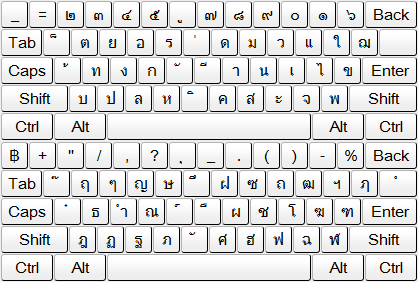 _ = ๒ ๓ ๔ ๕ ู ๗ ๘ ๙ ๐ ๑ ๖ Back
Tab ็ ต ย อ ร ่ ด ม ว แ ใ ฌ
Caps ้ ท ง ก ั ี า น เ ไ ข Enter
Shift บ ป ล ห ิ ค ส ะ จ พ Shift
Ctrl Alt Alt Ctrl
฿ + " / , ? ุ _ . ( ) - % Back
Tab ๊ ฤ ๆ ญ ษ ึ ฝ ซ ถ ฒ ฯ ฦ ํ
Caps ๋ ธ ำ ณ ์ ื ผ ช โ ฆ ฑ Enter
Shift ฎ ฏ ฐ ภ ั ศ ฮ ฟ ฉ ฬ Shift
Ctrl Alt Alt Ctrl